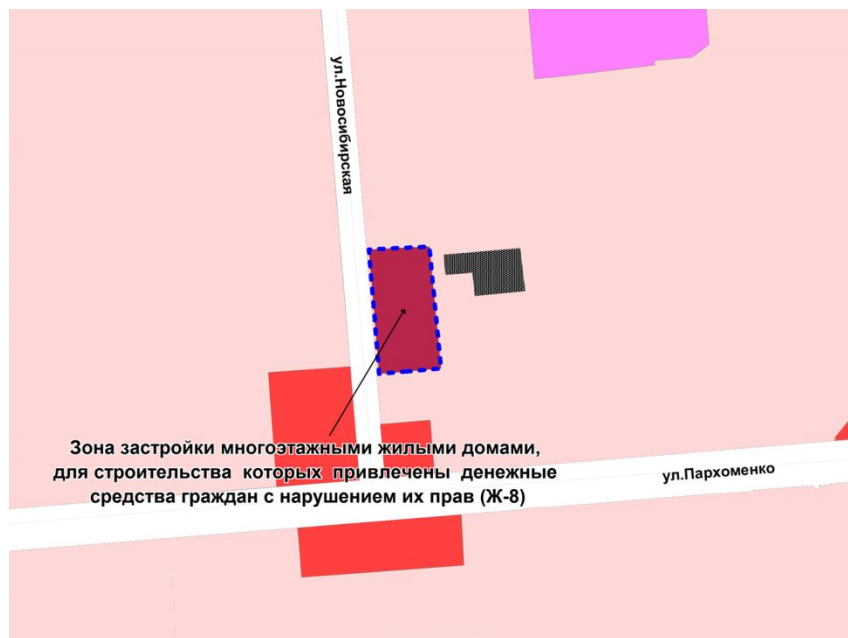 ул.Новосибирская
Зона застройки многоэтажными жилыми домами,
для строительства которых привлечены денежные
средства граждан с нарушением их прав (Ж-8)
ул.Пархоменко